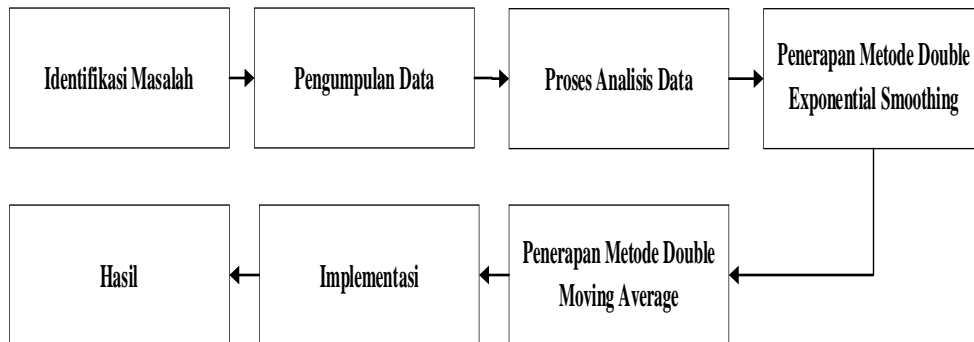 Identifikasi Masalah
Pengumpulan Data
Proses Analisis Data
Penerapan Metode Double
Exponential Smoothing
Penerapan Metode Double
Moving Average
Implementasi
Hasil